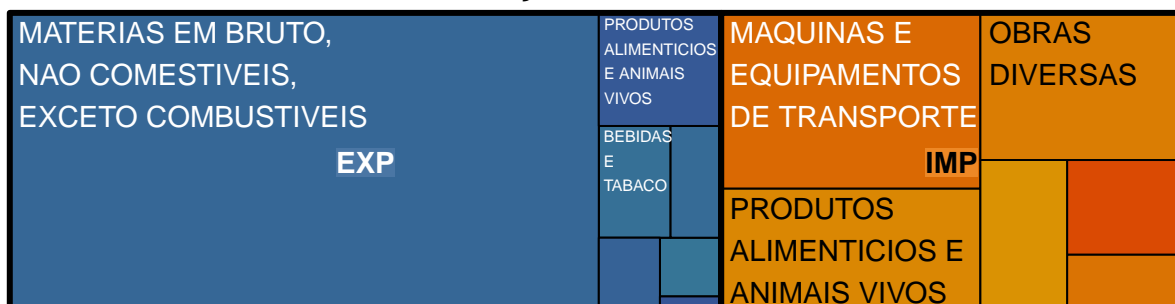 MATERIAS EM BRUTO,
NAO COMESTIVEIS,
EXCETO COMBUSTIVEIS
EXP
PRODUTOS
ALIMENTICIOS
E ANIMAIS
VIVOS
BEBIDAS
E
TABACO
MAQUINAS E
EQUIPAMENTOS
DE TRANSPORTE
IMP
OBRAS
DIVERSAS
PRODUTOS
ALIMENTICIOS E
ANIMAIS VIVOS